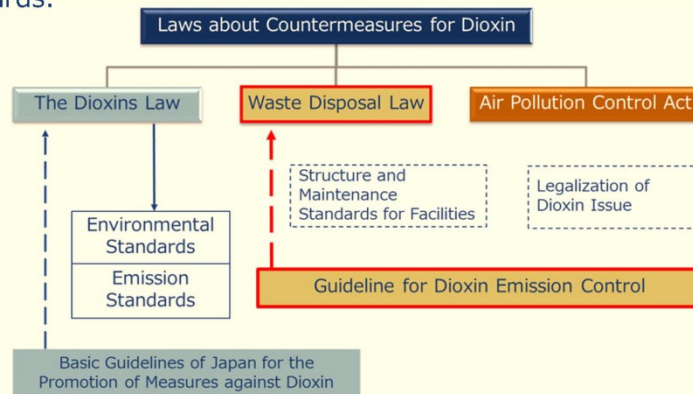 ards.
Laws about Countermeasures for Dioxin
The Dioxins Law
Waste Disposal Law
Air Pollution Control Act
Structure and
Maintenance
Standards for Facilities
Legalization of
Dioxin Issue
Environmental
Standards
Emission
Standards
Guideline for Dioxin Emission Control
Basic Guidelines of Japan for the
Promotion of Measures against Dioxin